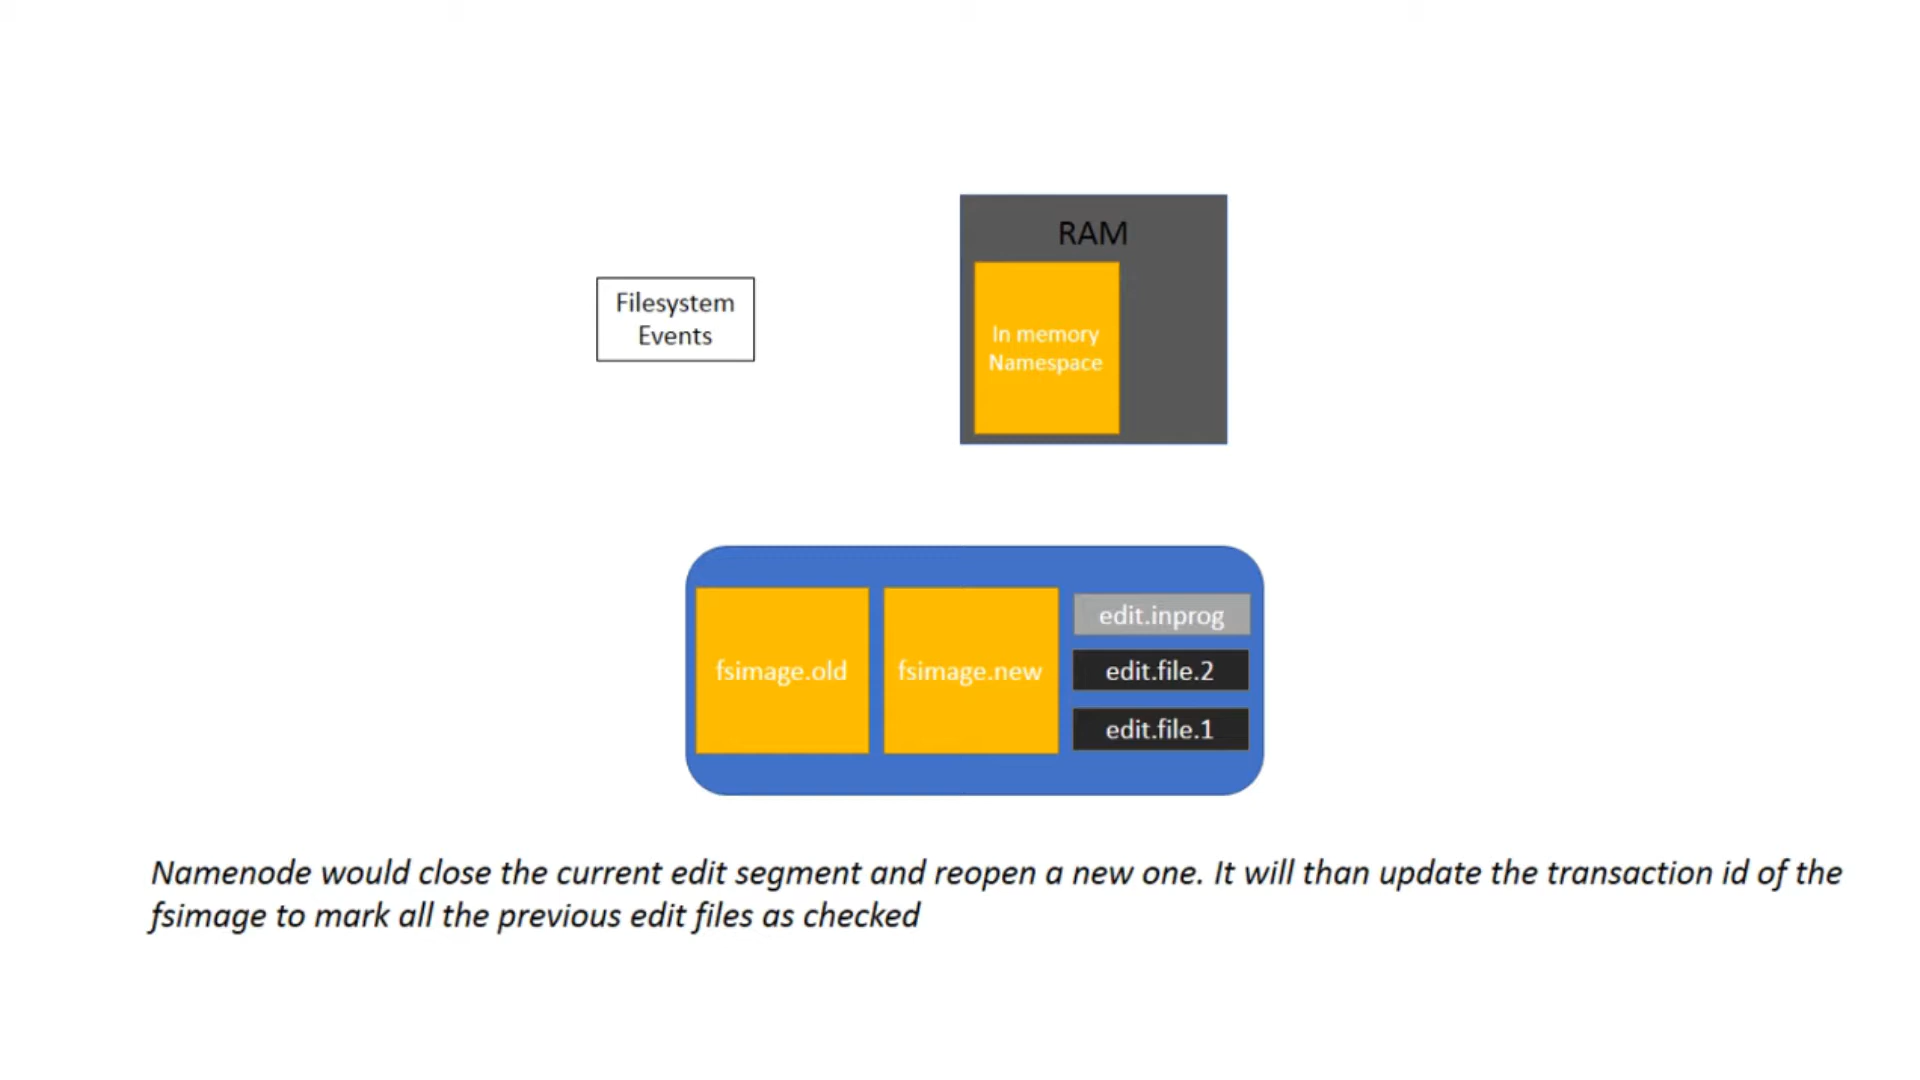 RAM
Filesystem
Events
In memory
Namespace
fsimage.old
fsimage.new
edit.inprog
edit.file.2
edit.file.1
Namenode would close the current edit segment and reopen a new one. It will than update the transaction id of the
fsimage to mark all the previous edit files as checked